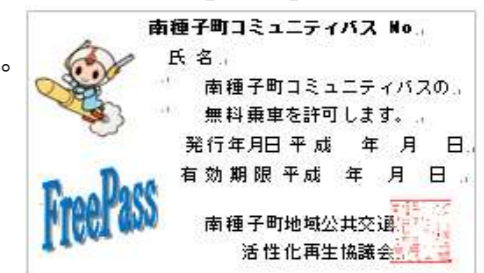 。
南種子町コミュニティバス No.
氏 名
南種子町コミュニティバスの
無料乗車を許可します。
発行年月日 平成 年 月 日
有効期限 平成 年 月 日
FreePass
南種子町地域公共交通
活性化再生協議会